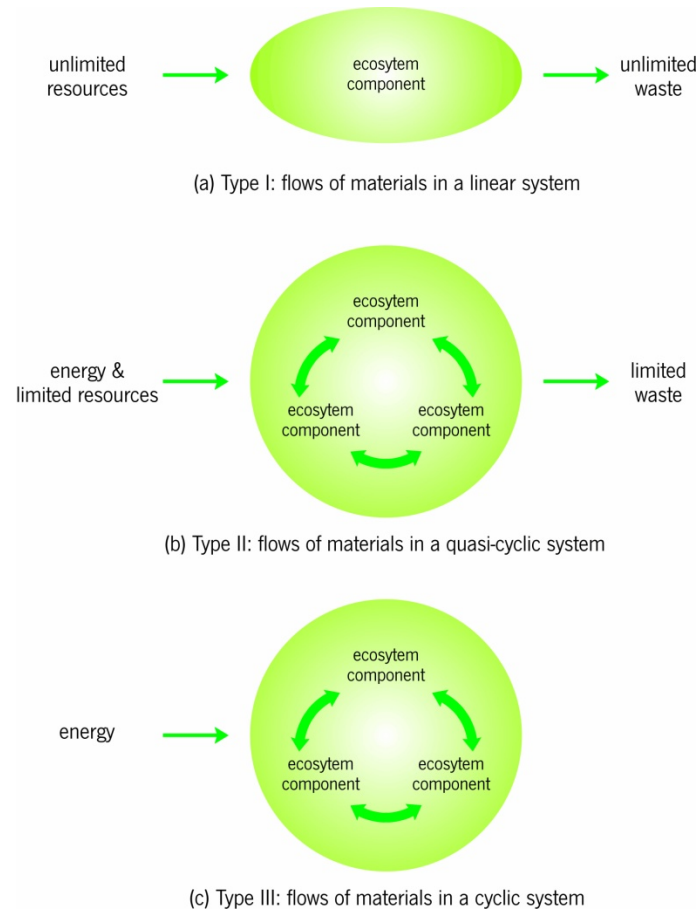 unlimited
resources
ecosytem
component
unlimited
waste
(a) Type I: flows of materials in a linear system
ecosytem
component
energy &
limited resources
ecosytem
component
ecosytem
component
limited
waste
(b) Type II: flows of materials in a quasi-cyclic system
ecosytem
component
energy
ecosytem
component
ecosytem
component
(c) Type III: flows of materials in a cyclic system